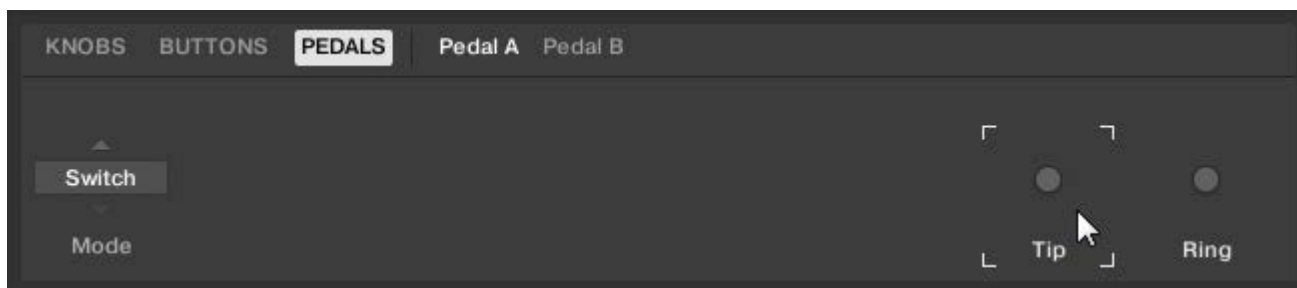 KNOBS BUTTONS PEDALS Pedal A Pedal B
Switch
Mode Tip Ring